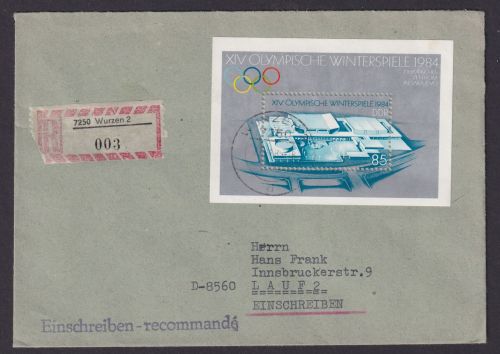 XIV OLYMPISCHE WINTERSPIELE 1984
XIV OLYMPISCHE WINTERSPIELE 1984
DDR
85
7250 Wurzen 2
003
Herrn
Hans Frank
Innsbruckerstr.9
D-8560 LAUF 2
EINSCHREIBEN
Einschreiben-recommandé